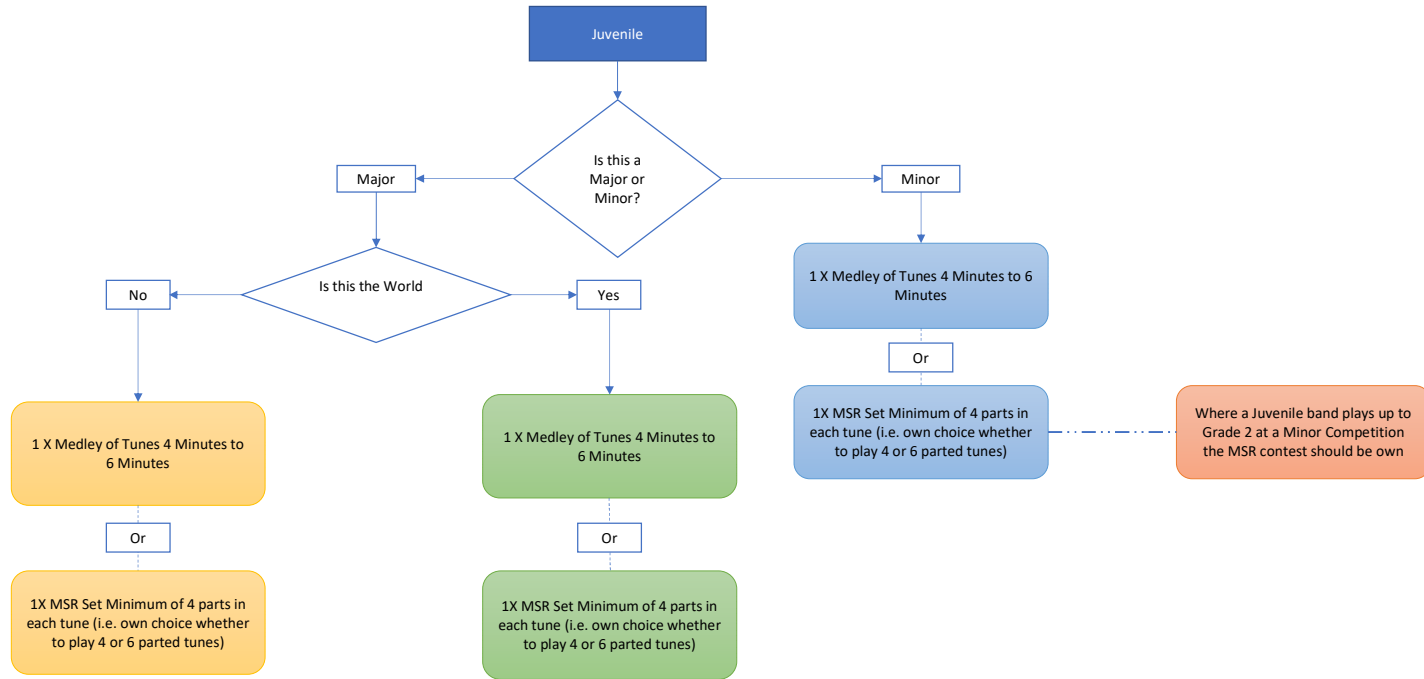 Juvenile
Is this a
Major or
Minor?
Major
Minor
Is this the World
No
Yes
1 X Medley of Tunes 4 Minutes to 6
Minutes
Or
1X MSR Set Minimum of 4 parts in
each tune (i.e. own choice whether
to play 4 or 6 parted tunes)
Where a Juvenile band plays up to
Grade 2 at a Minor Competition
the MSR contest should be own
1 X Medley of Tunes 4 Minutes to
6 Minutes
Or
1X MSR Set Minimum of 4 parts in
each tune (i.e. own choice whether
to play 4 or 6 parted tunes)
1 X Medley of Tunes 4 Minutes to
6 Minutes
Or
1X MSR Set Minimum of 4 parts in
each tune (i.e. own choice whether
to play 4 or 6 parted tunes)